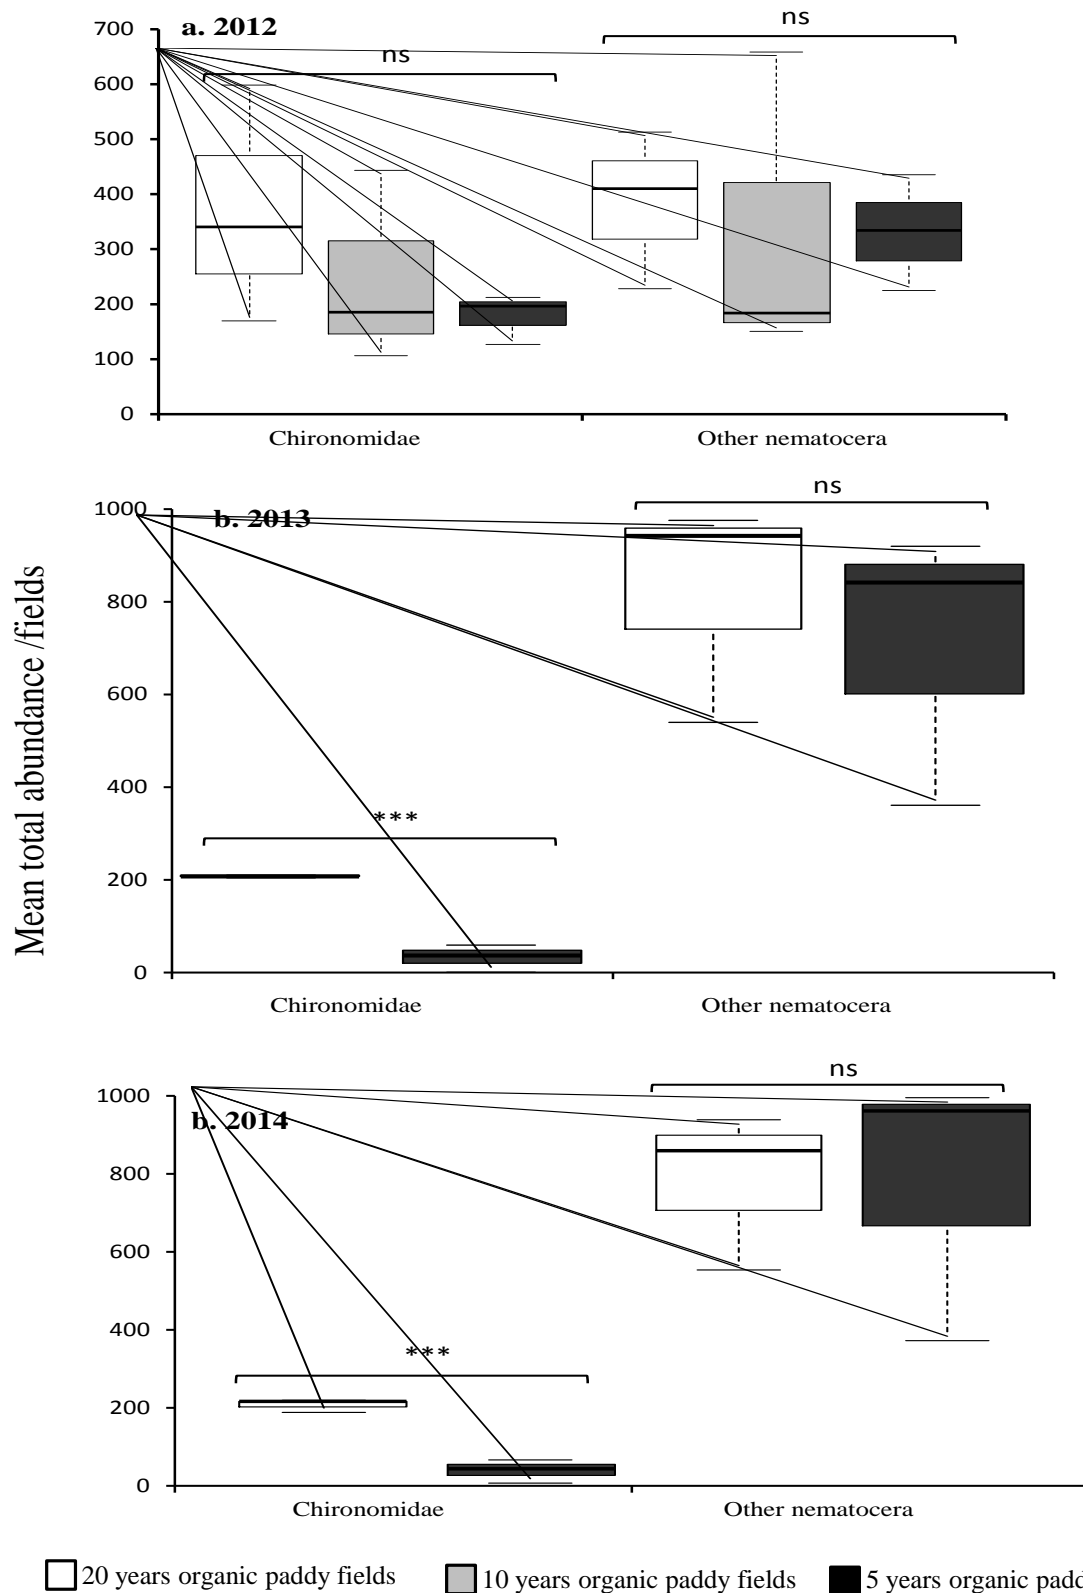 a. 2012
ns
ns
700
600
500
400
300
200
100
0
Chironomidae
Other nematocera
Mean total abundance /fields
b. 2013
ns
1000
800
600
400
200
0
***
Chironomidae
Other nematocera
b. 2014
ns
1000
800
600
400
200
0
***
Chironomidae
Other nematocera
20 years organic paddy fields
10 years organic paddy fields
5 years organic padd